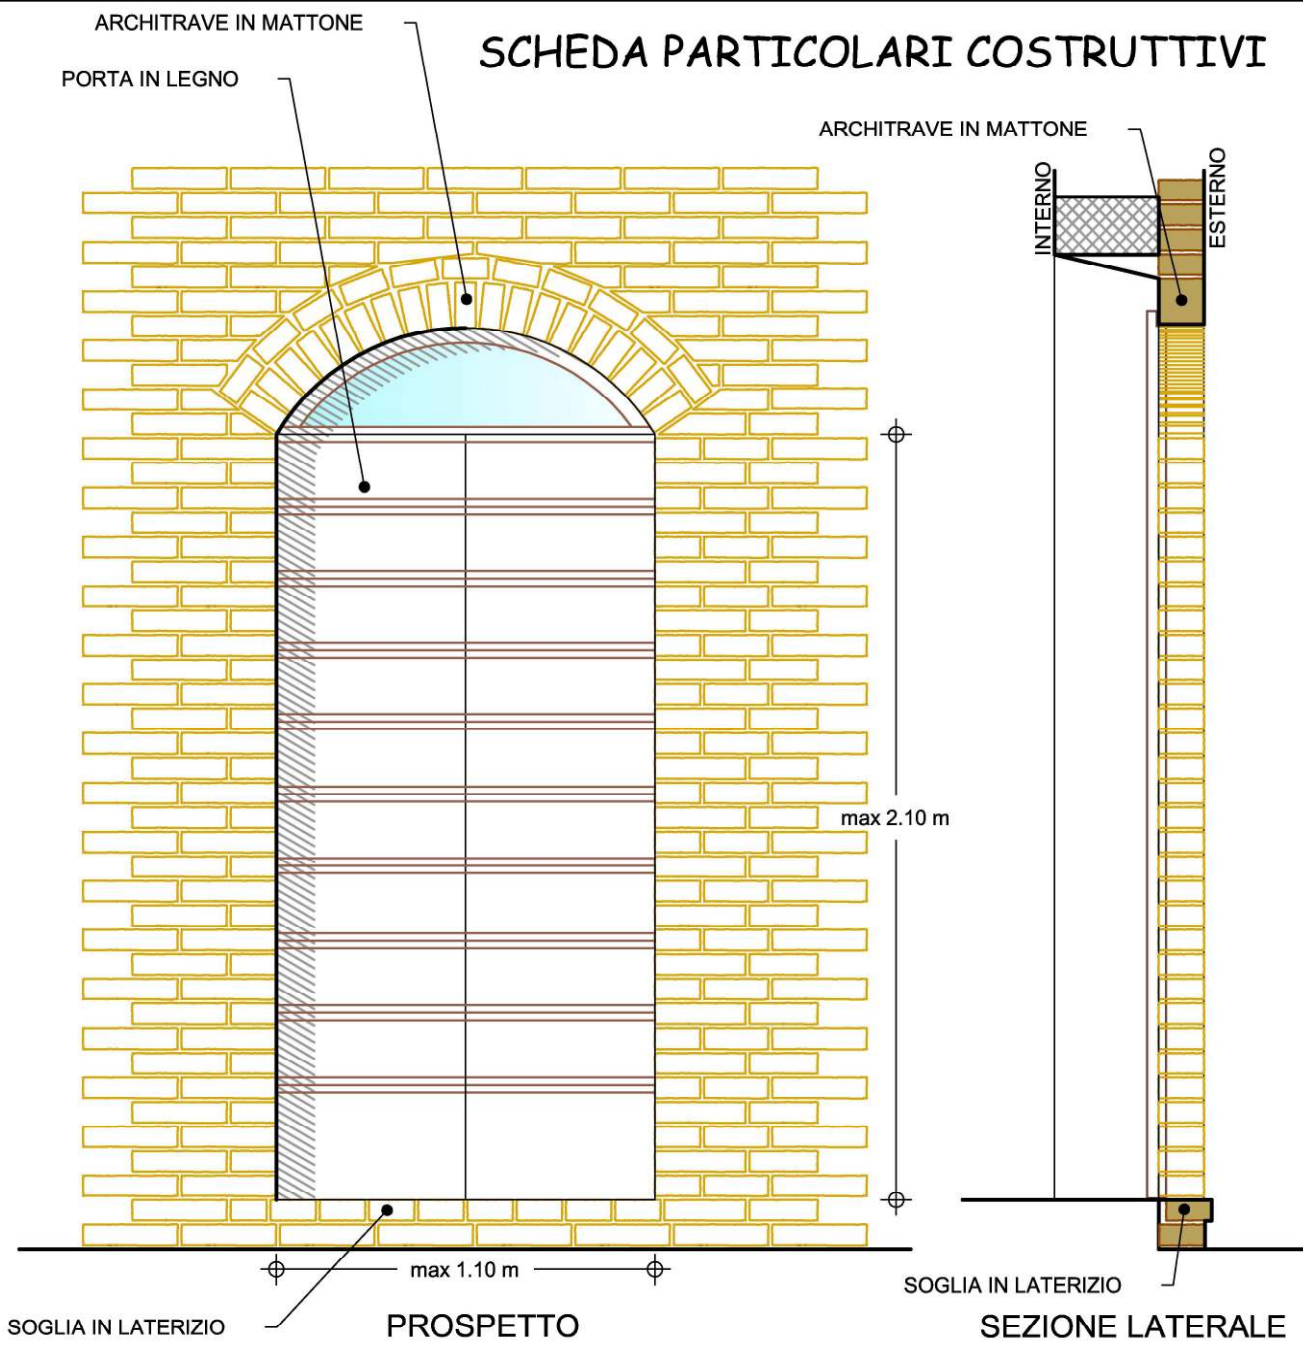 ARCHITRAVE IN MATTONE
SCHEDA PARTICOLARI COSTRUTTIVI
PORTA IN LEGNO
ARCHITRAVE IN MATTONE
INTERNO
ESTERNO
max 2.10 m
max 1.10 m
SOGLIA IN LATERIZIO
SOGLIA IN LATERIZIO
PROSPETTO
SEZIONE LATERALE